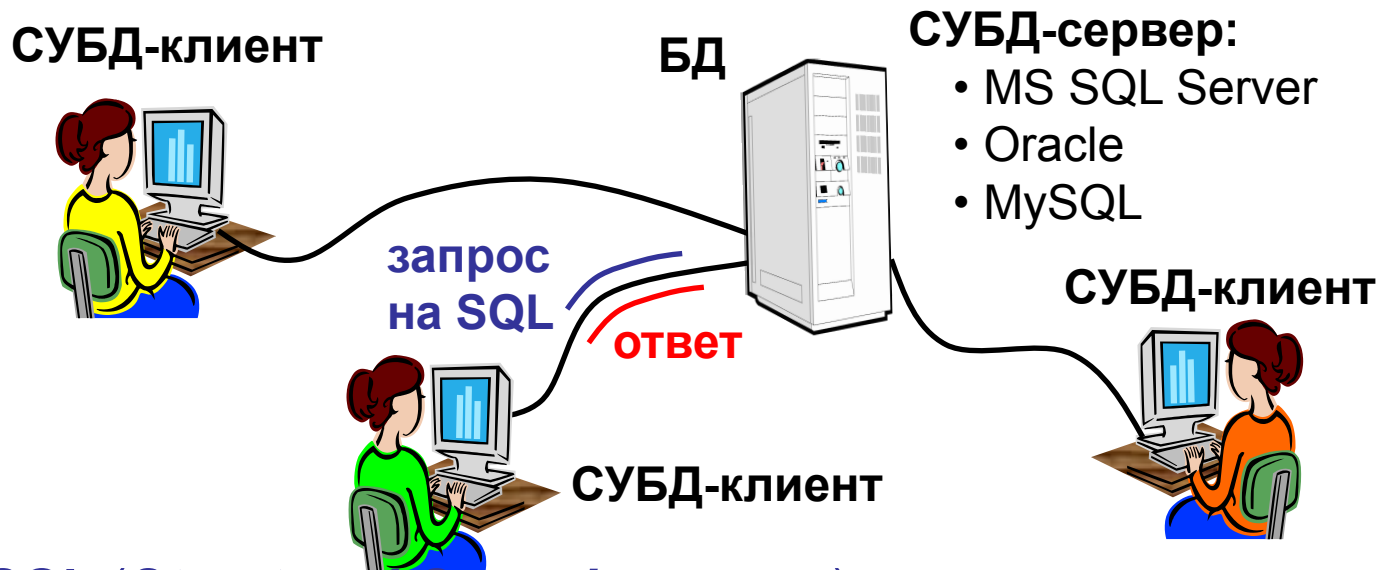 СУБД-клиент
БД
СУБД-сервер:
• MS SQL Server
• Oracle
• MySQL
запрос
на SQL
ответ
СУБД-клиент
СУБД-клиент